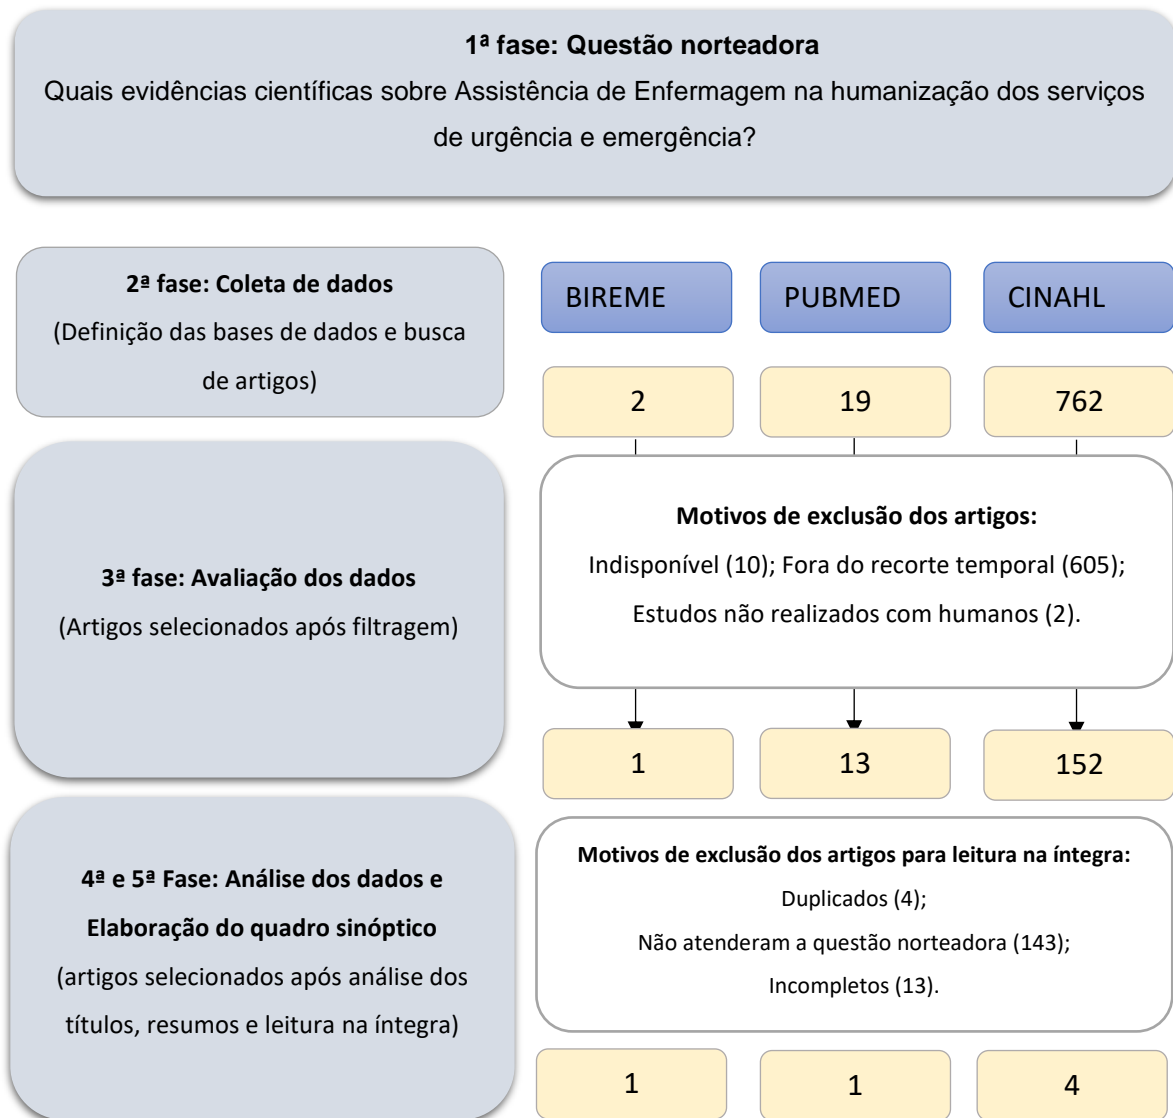 1ª fase: Questão norteadora
Quais evidências científicas sobre Assistência de Enfermagem na humanização dos serviços
de urgência e emergência?
2ª fase: Coleta de dados
(Definição das bases de dados e busca
de artigos)
BIREME
PUBMED
CINAHL
2
19
762
3ª fase: Avaliação dos dados
(Artigos selecionados após filtragem)
Motivos de exclusão dos artigos:
Indisponível (10); Fora do recorte temporal (605);
Estudos não realizados com humanos (2).
1
13
152
4ª e 5ª Fase: Análise dos dados e
Elaboração do quadro sinóptico
(artigos selecionados após análise dos
títulos, resumos e leitura na íntegra)
Motivos de exclusão dos artigos para leitura na íntegra:
Duplicados (4);
Não atenderam a questão norteadora (143);
Incompletos (13).
1
1
4